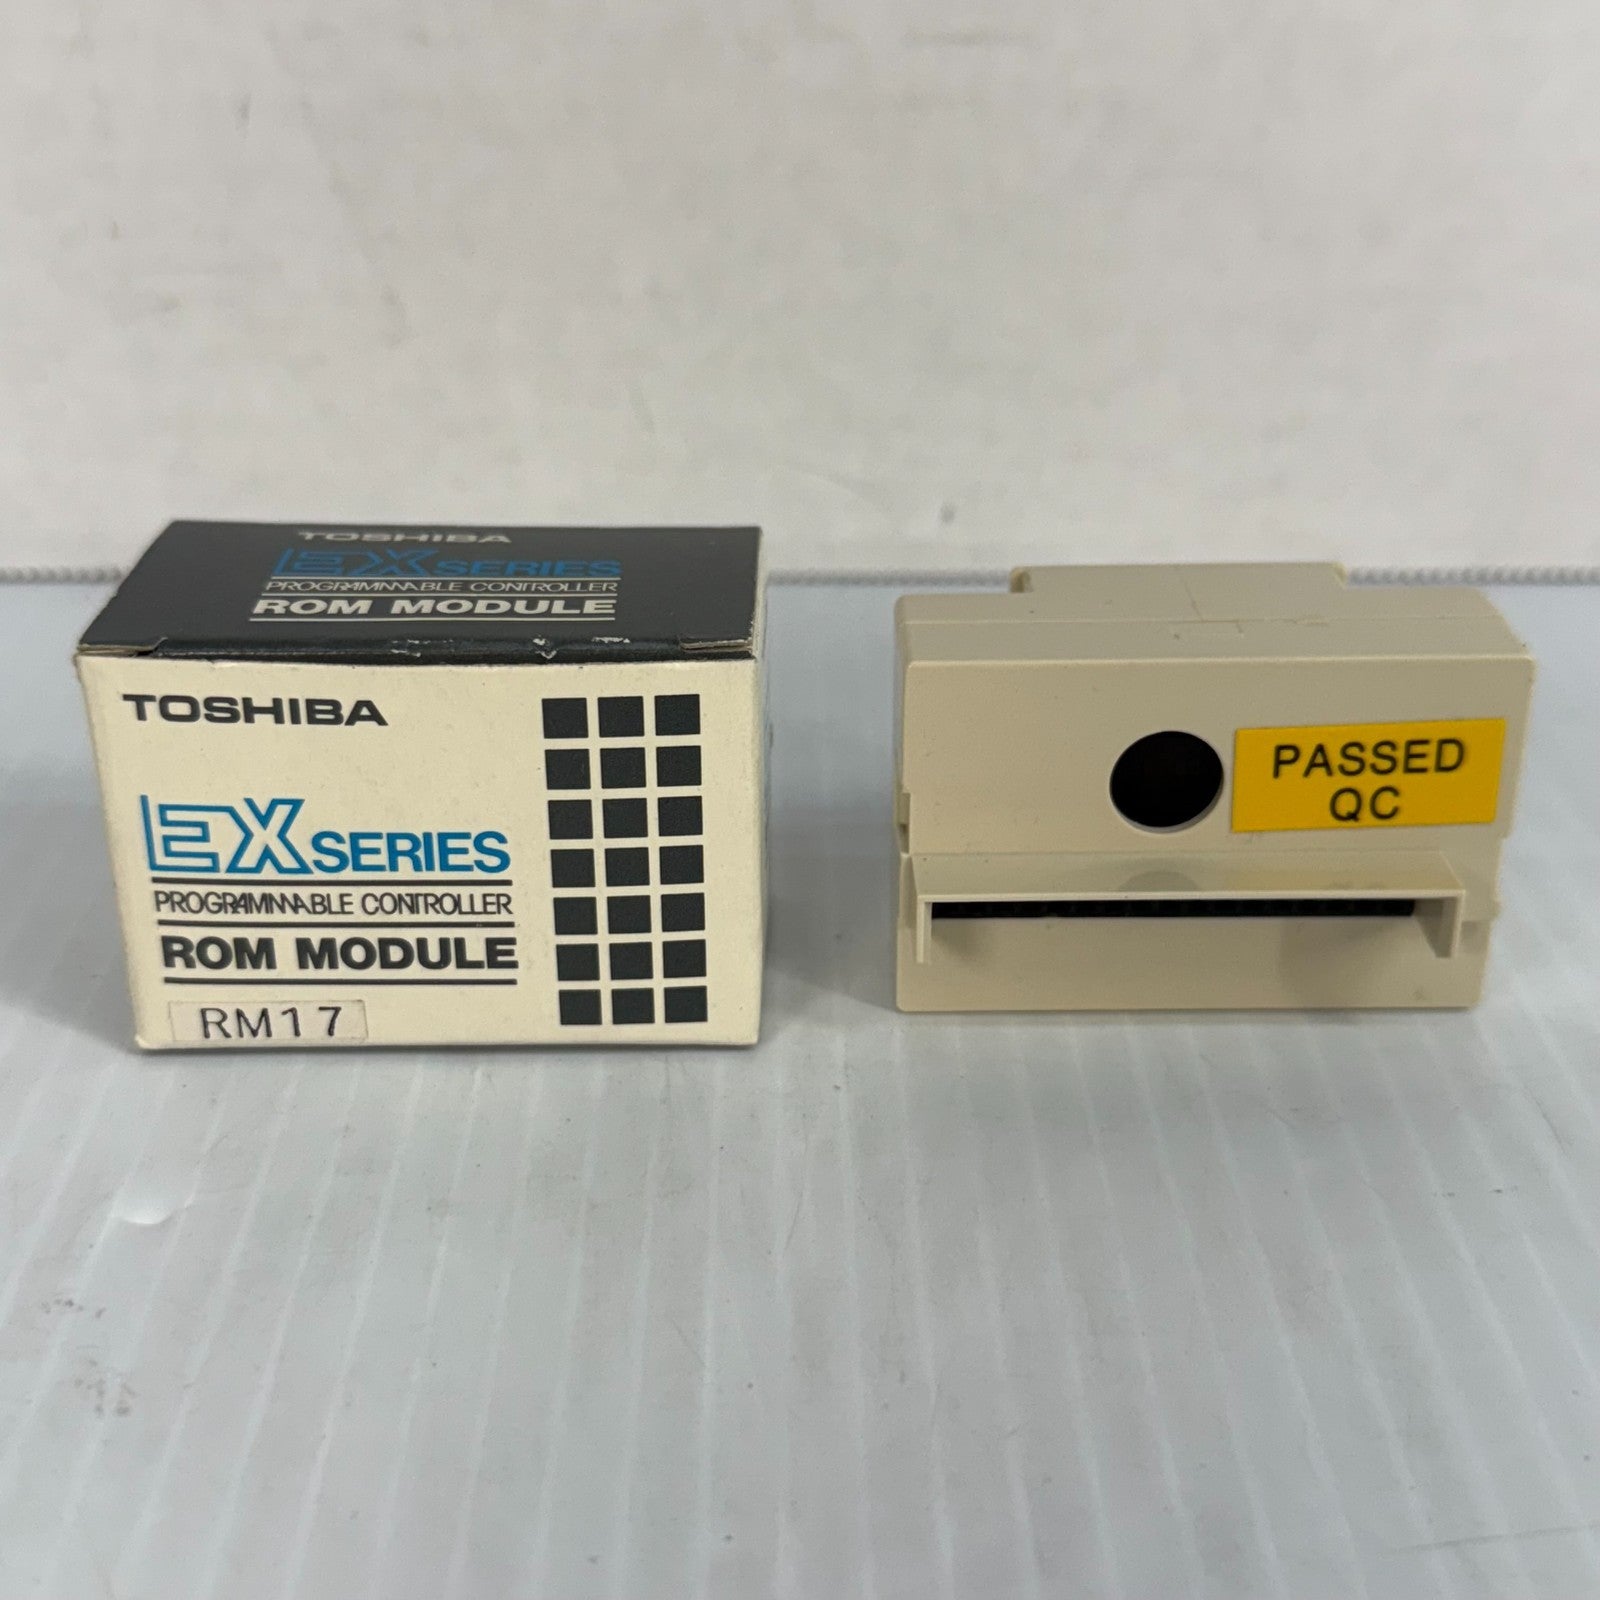 TOSHIBA
EX SERIES
PROGRAMMABLE CONTROLLER
ROM MODULE
TOSHIBA
EX SERIES
PROGRAMMABLE CONTROLLER
ROM MODULE
RM17
PASSED
QC